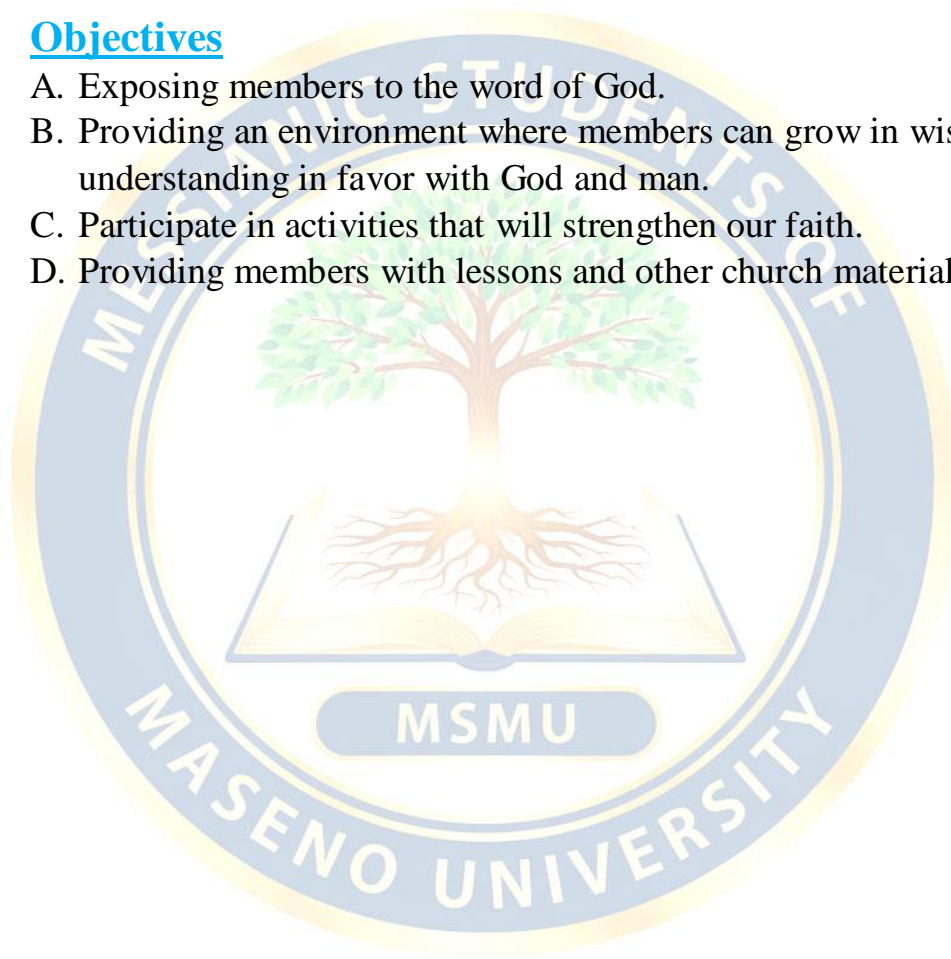 Objectives
A. Exposing members to the word of God.
B. Providing an environment where members can grow in
understanding in favor with God and man.
C. Participate in activities that will strengthen our faith.
D. Providing members with lessons and other church
MESSIANIC STUDENTS OF
MSMU
MASENO UNIVERSITY